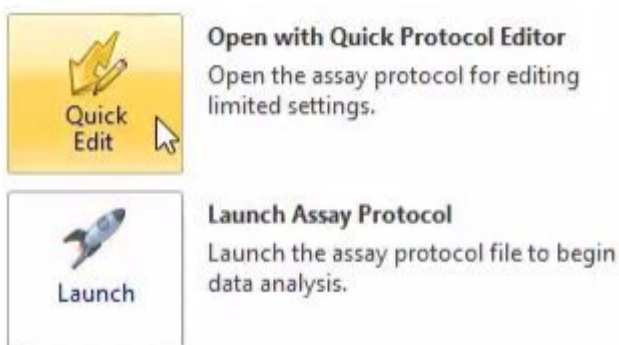 Quick
Edit
Open with Quick Protocol Editor
Open the assay protocol for editing
limited settings.
Launch
Launch Assay Protocol
Launch the assay protocol file to begin
data analysis.